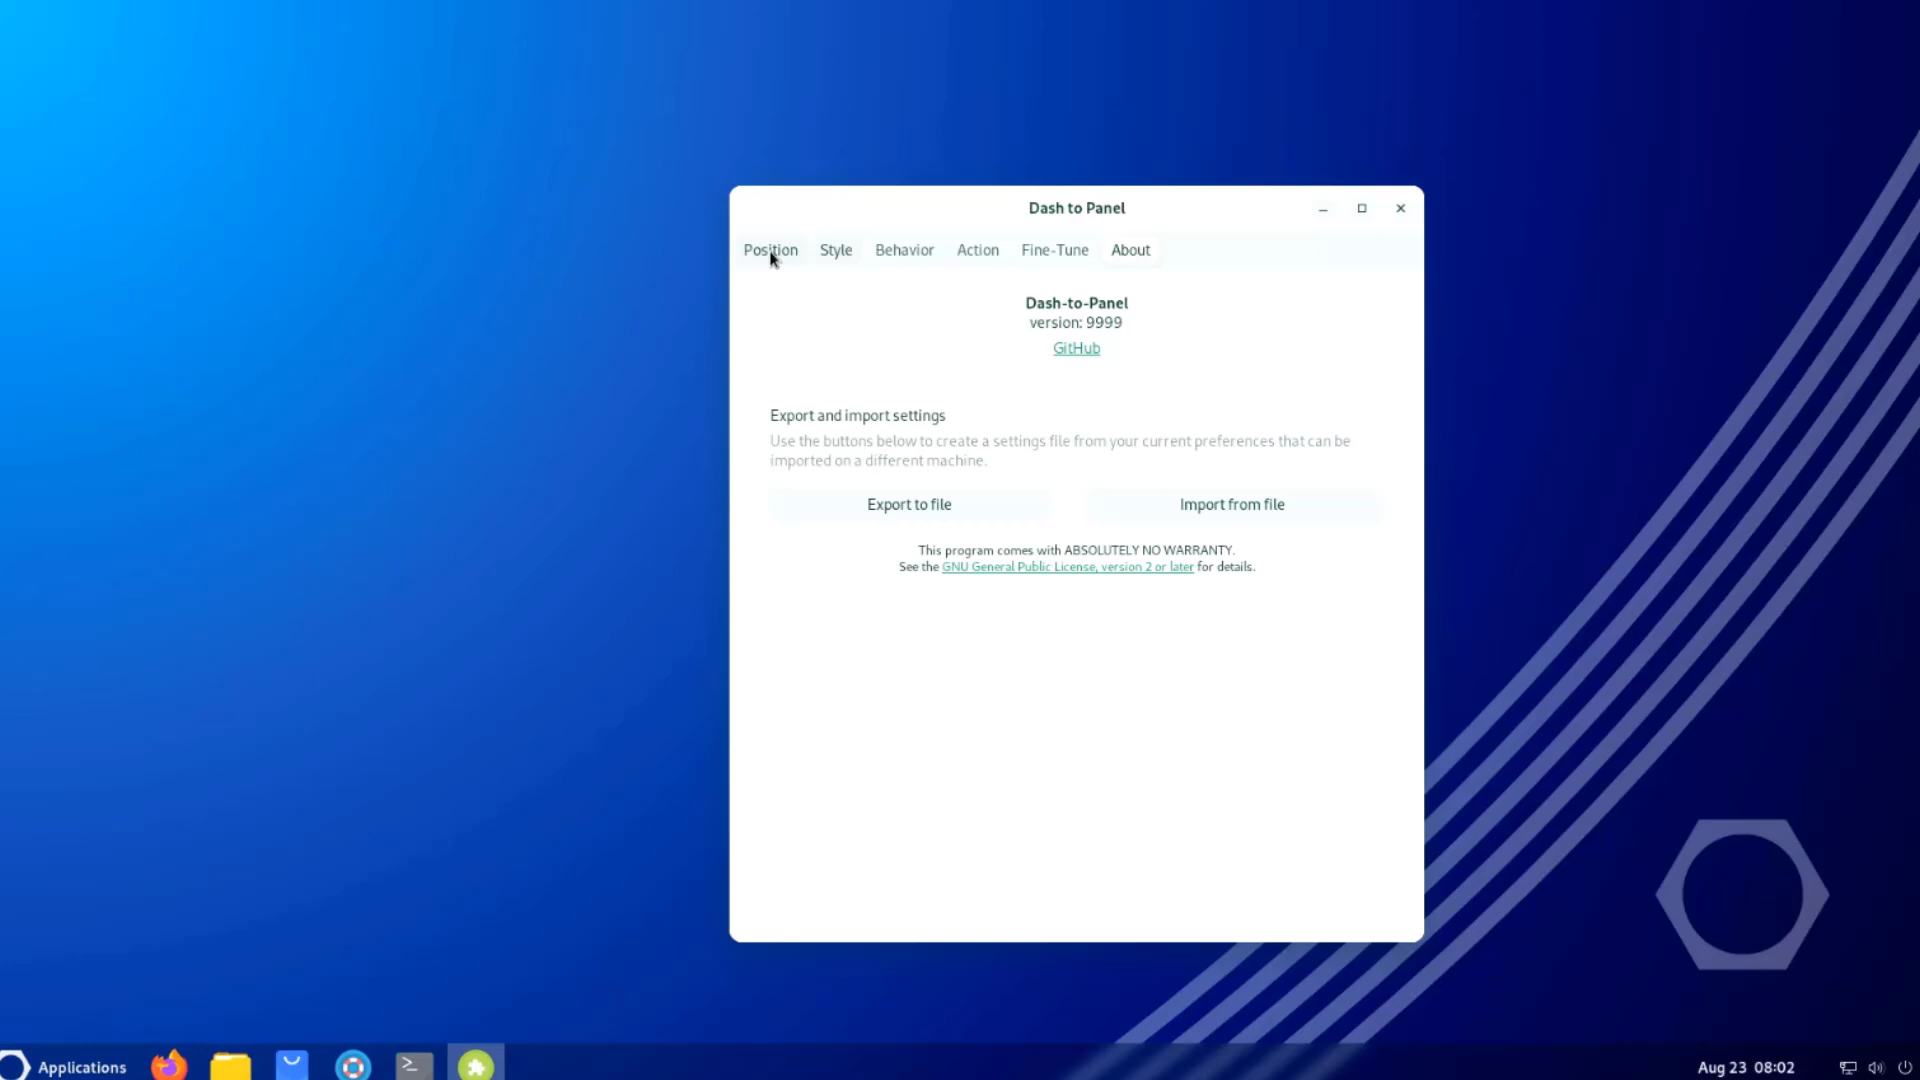 Dash to Panel
Position Style Behavior Action Fine-Tune About
Dash-to-Panel
version: 9999
GitHub
Export and import settings
Use the buttons below to create a settings file from your current preferences that can be
imported on a different machine.
Export to file Import from file
This program comes with ABSOLUTELY NO WARRANTY.
See the GNU General Public License, version 2 or later for details.
Applications Aug 23 08:02